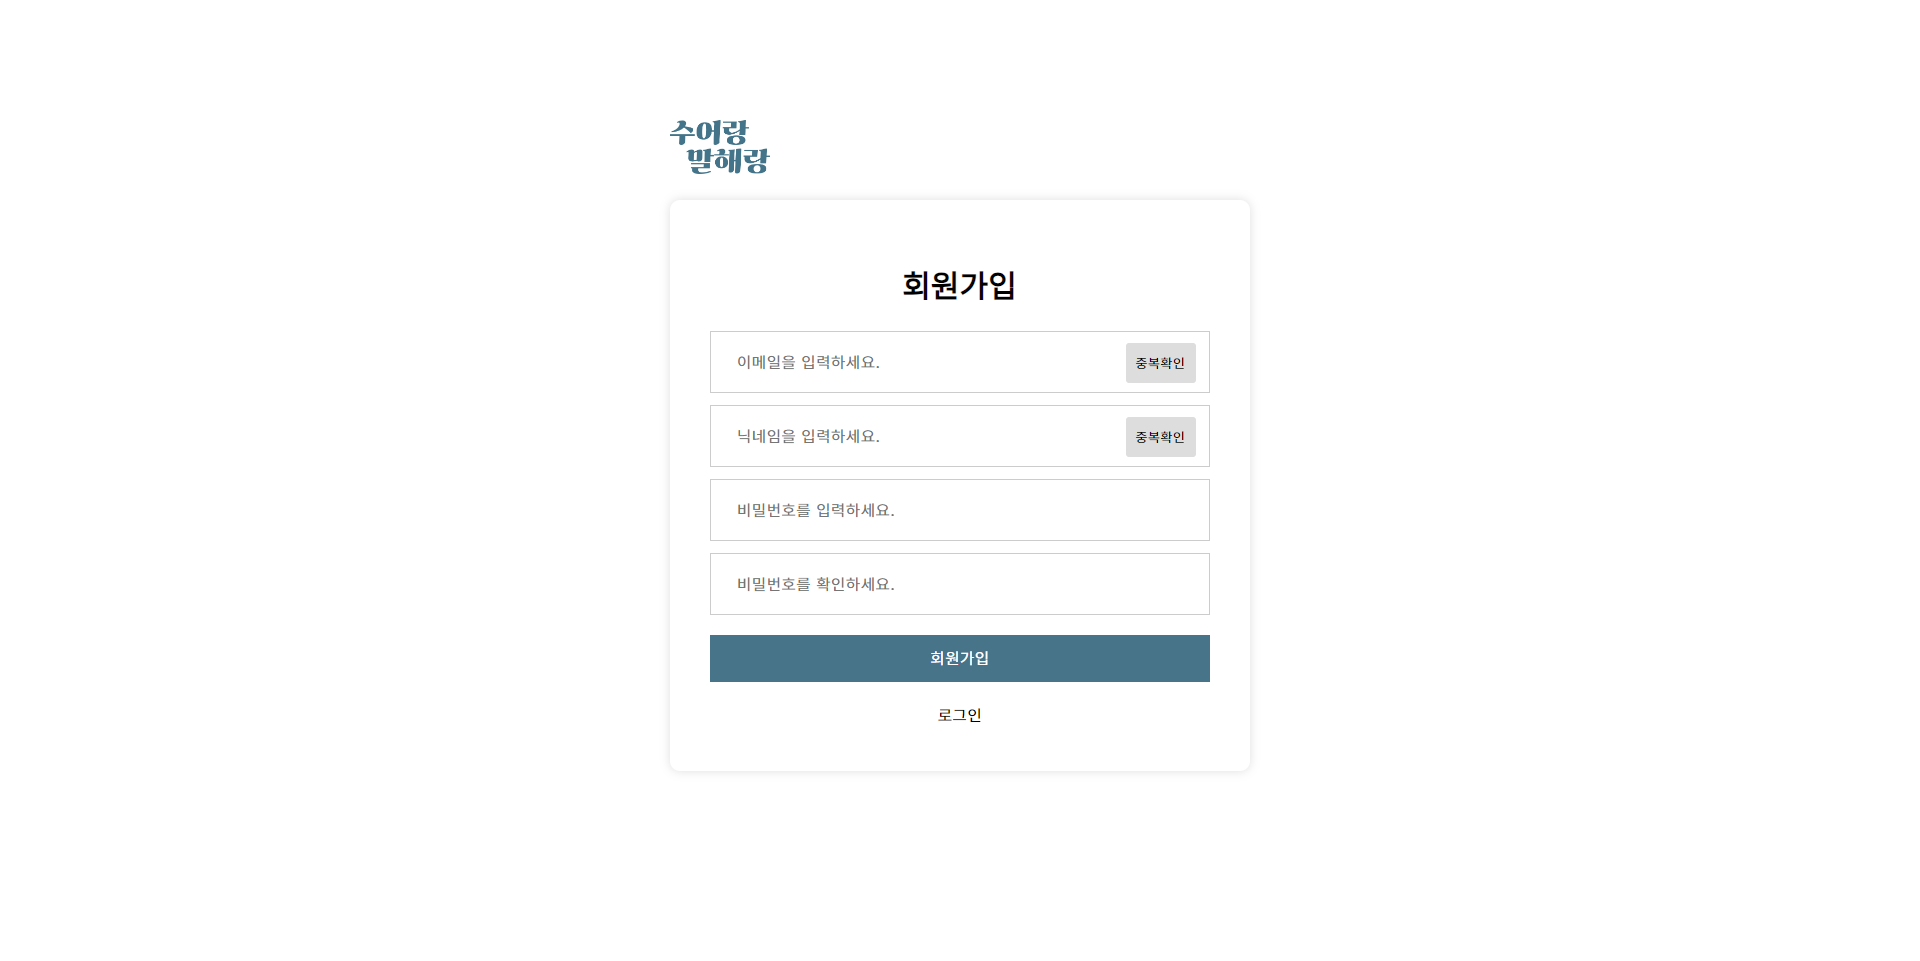 수어랑
말해랑
회원가입
이메일을 입력하세요.
중복확인
닉네임을 입력하세요.
중복확인
비밀번호를 입력하세요.
비밀번호를 확인하세요.
회원가입
로그인